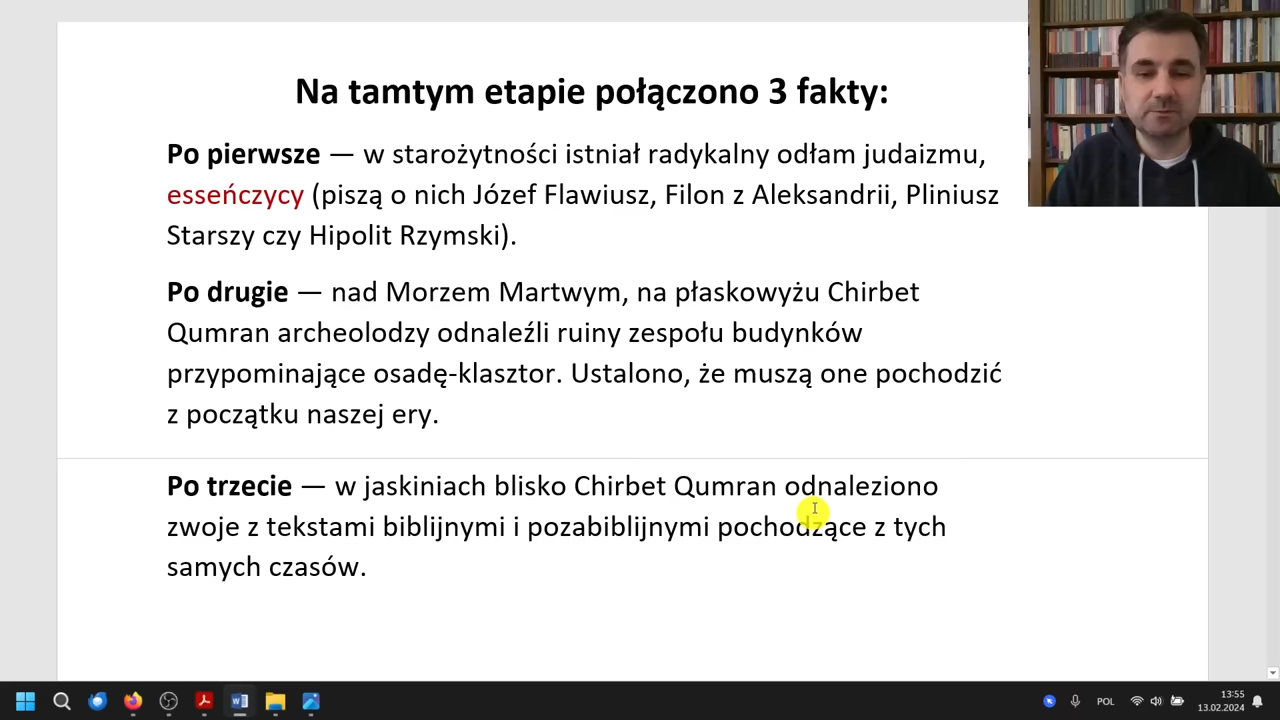 Na tamtym etapie połączono 3 fakty:
Po pierwsze — w starożytności istniał radykalny odłam judaizmu,
esseńczycy (piszą o nich Józef Flawiusz, Filon z Aleksandrii, Pliniusz
Starszy czy Hipolit Rzymski).
Po drugie — nad Morzem Martwym, na płaskowyżu Chirbet
Qumran archeolodzy odnaleźli ruiny zespołu budynków
przypominające osadę-klasztor. Ustalono, że muszą one pochodzić
z początku naszej ery.
Po trzecie — w jaskiniach blisko Chirbet Qumran odnaleziono
zwoje z tekstami biblijnymi i pozabiblijnymi pochodzące z tych
samych czasów.
POL
13:55
13.02.2024